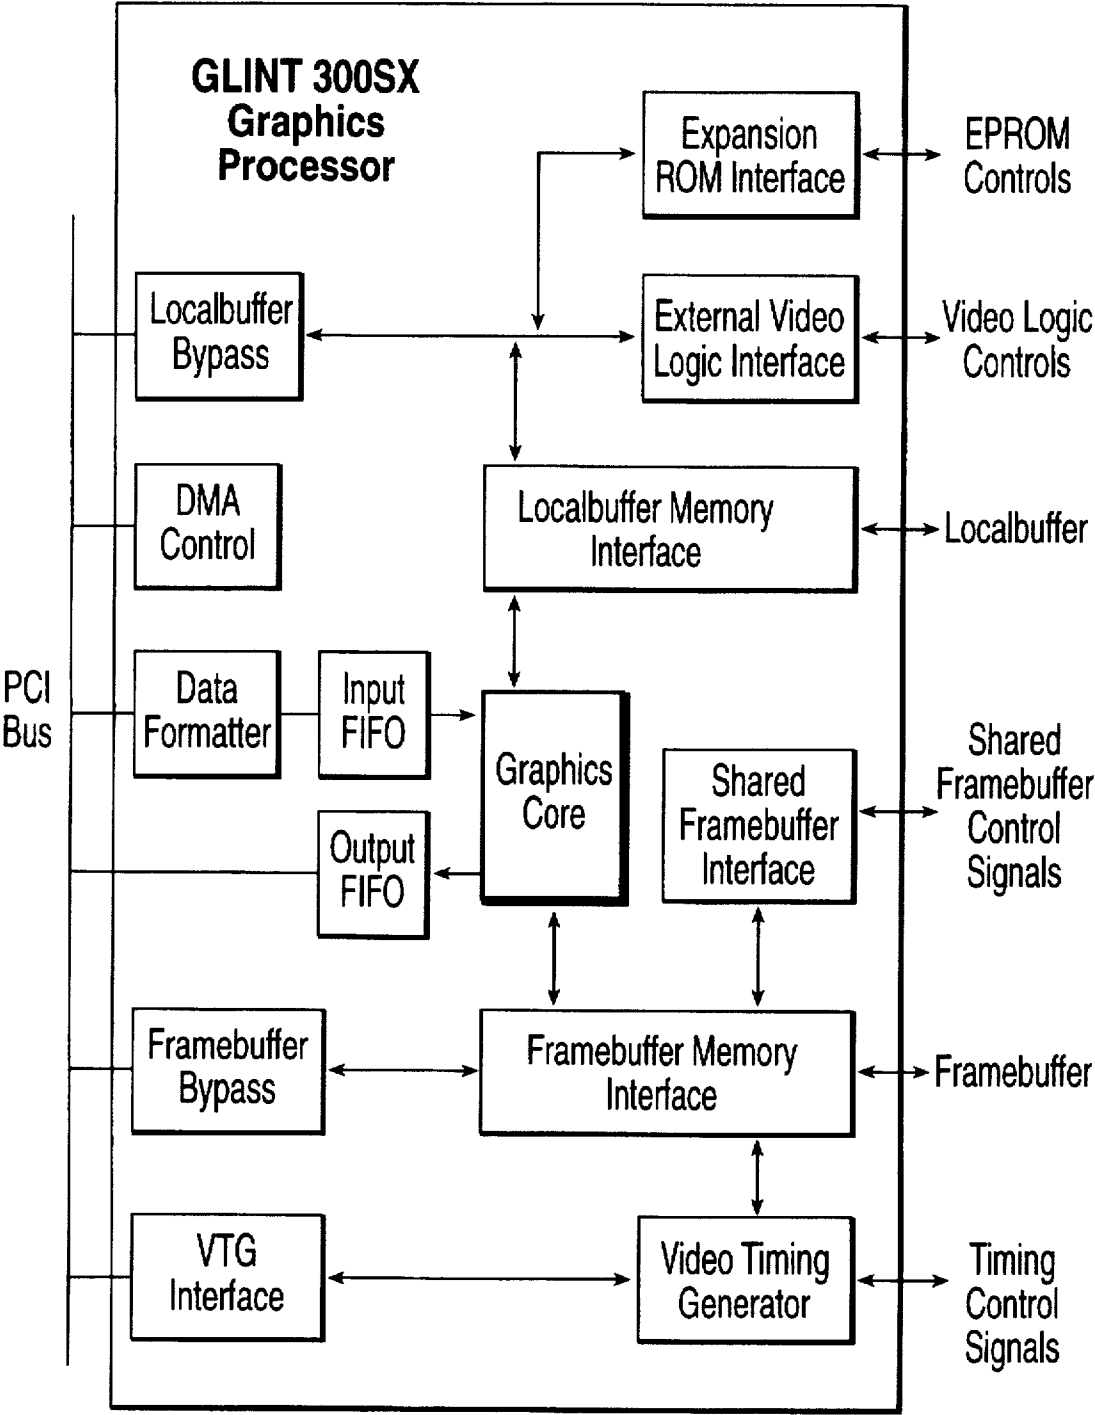 GLINT 300SX
Graphics
Processor
Expansion
ROM Interface
EPROM
Controls
Localbuffer
Bypass
External Video
Logic Interface
Video Logic
Controls
DMA
Control
Localbuffer Memory
Interface
Localbuffer
PCI
Bus
Data
Formatter
Input
FIFO
Graphics
Core
Shared
Framebuffer
Interface
Shared
Framebuffer
Control
Signals
Output
FIFO
Framebuffer
Bypass
Framebuffer Memory
Interface
Framebuffer
VTG
Interface
Video Timing
Generator
Timing
Control
Signals